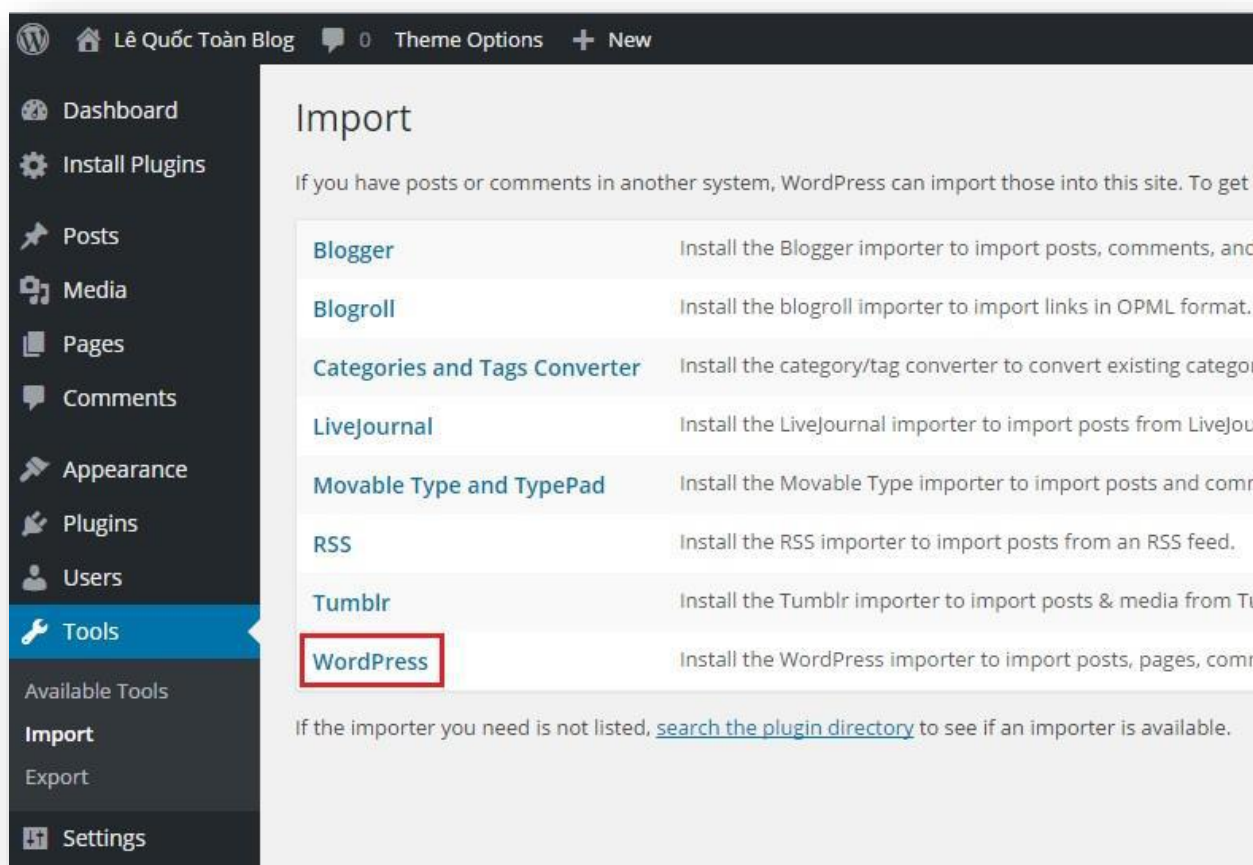 Lê Quốc Toàn Blog 0 Theme Options + New
Dashboard
Install Plugins
Posts
Media
Pages
Comments
Appearance
Plugins
Users
Tools
Available Tools
Import
Export
Settings
Import
If you have posts or comments in another system, WordPress can import those into this site. To get
Blogger Install the Blogger importer to import posts, comments, and
Blogroll Install the blogroll importer to import links in OPML format.
Categories and Tags Converter Install the category/tag converter to convert existing categor
LiveJournal Install the LiveJournal importer to import posts from LiveJou
Movable Type and TypePad Install the Movable Type importer to import posts and comm
RSS Install the RSS importer to import posts from an RSS feed.
Tumblr Install the Tumblr importer to import posts & media from Tu
WordPress Install the WordPress importer to import posts, pages, comm
If the importer you need is not listed, search the plugin directory to see if an importer is available.